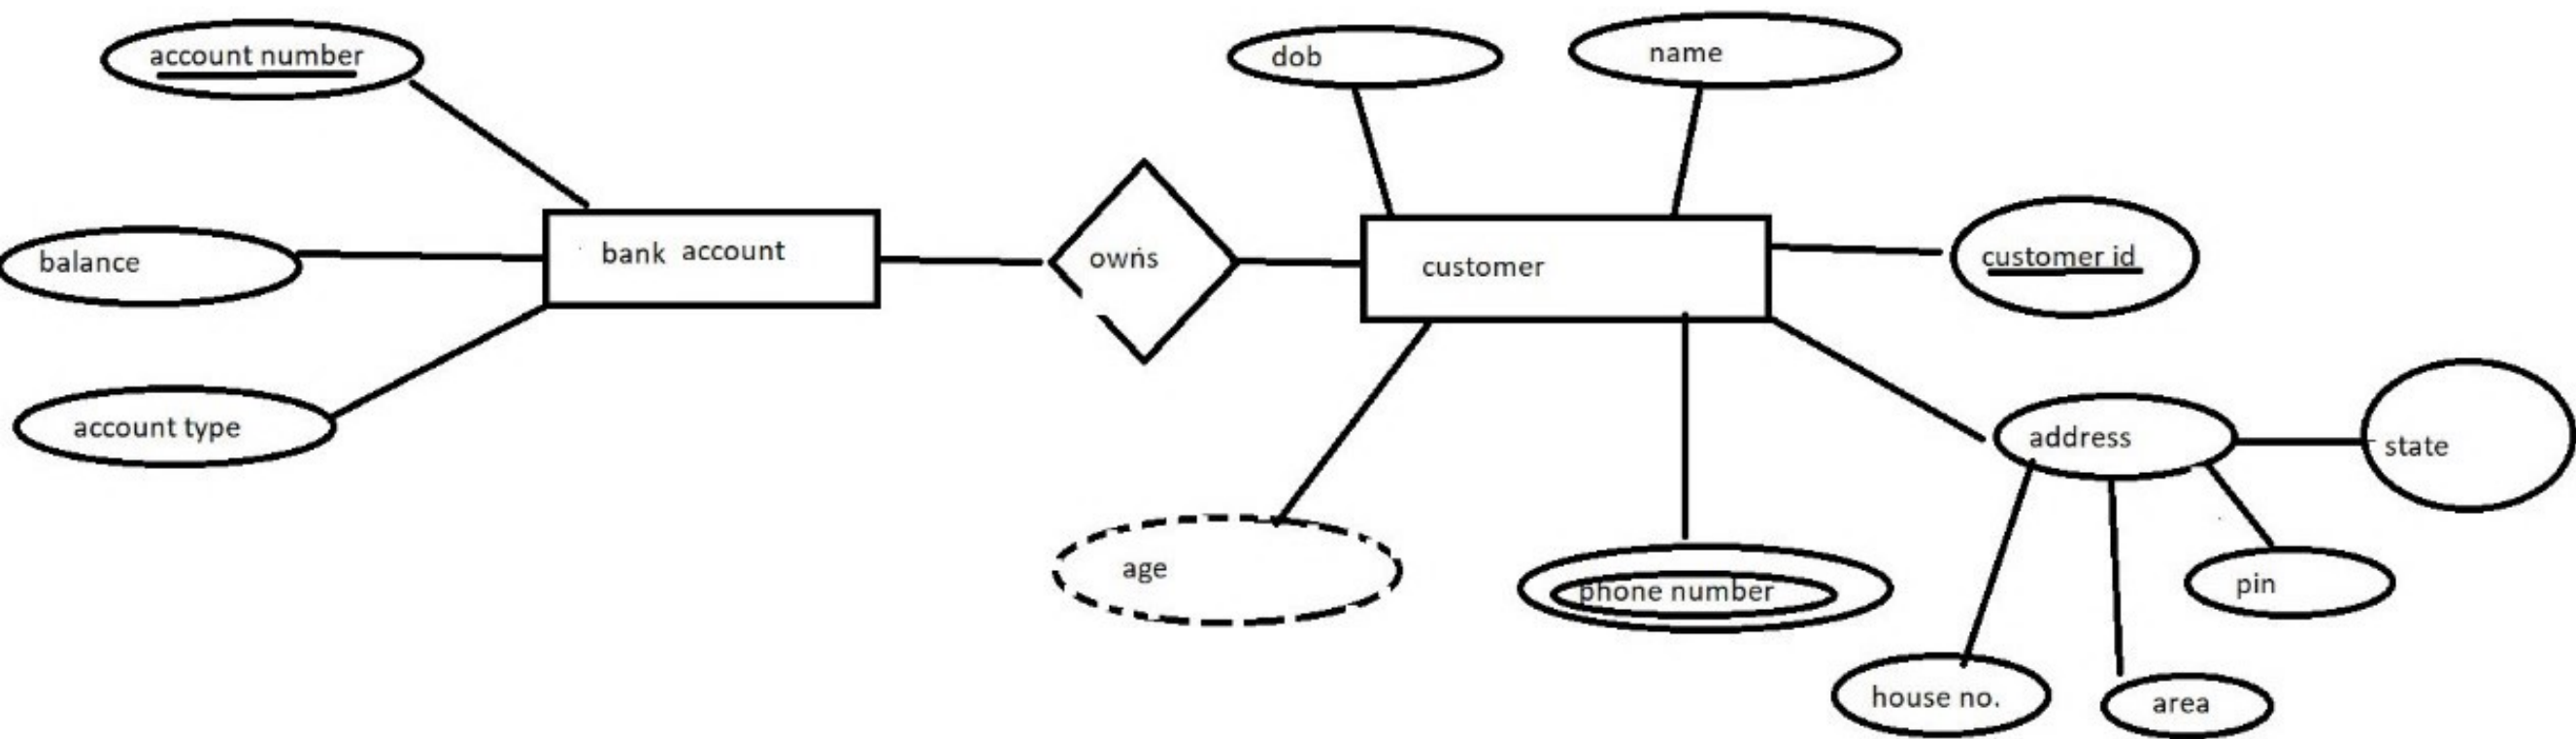 account number
dob
name
balance
bank account
owns
customer
customer id
account type
address
state
age
phone number
pin
house no.
area